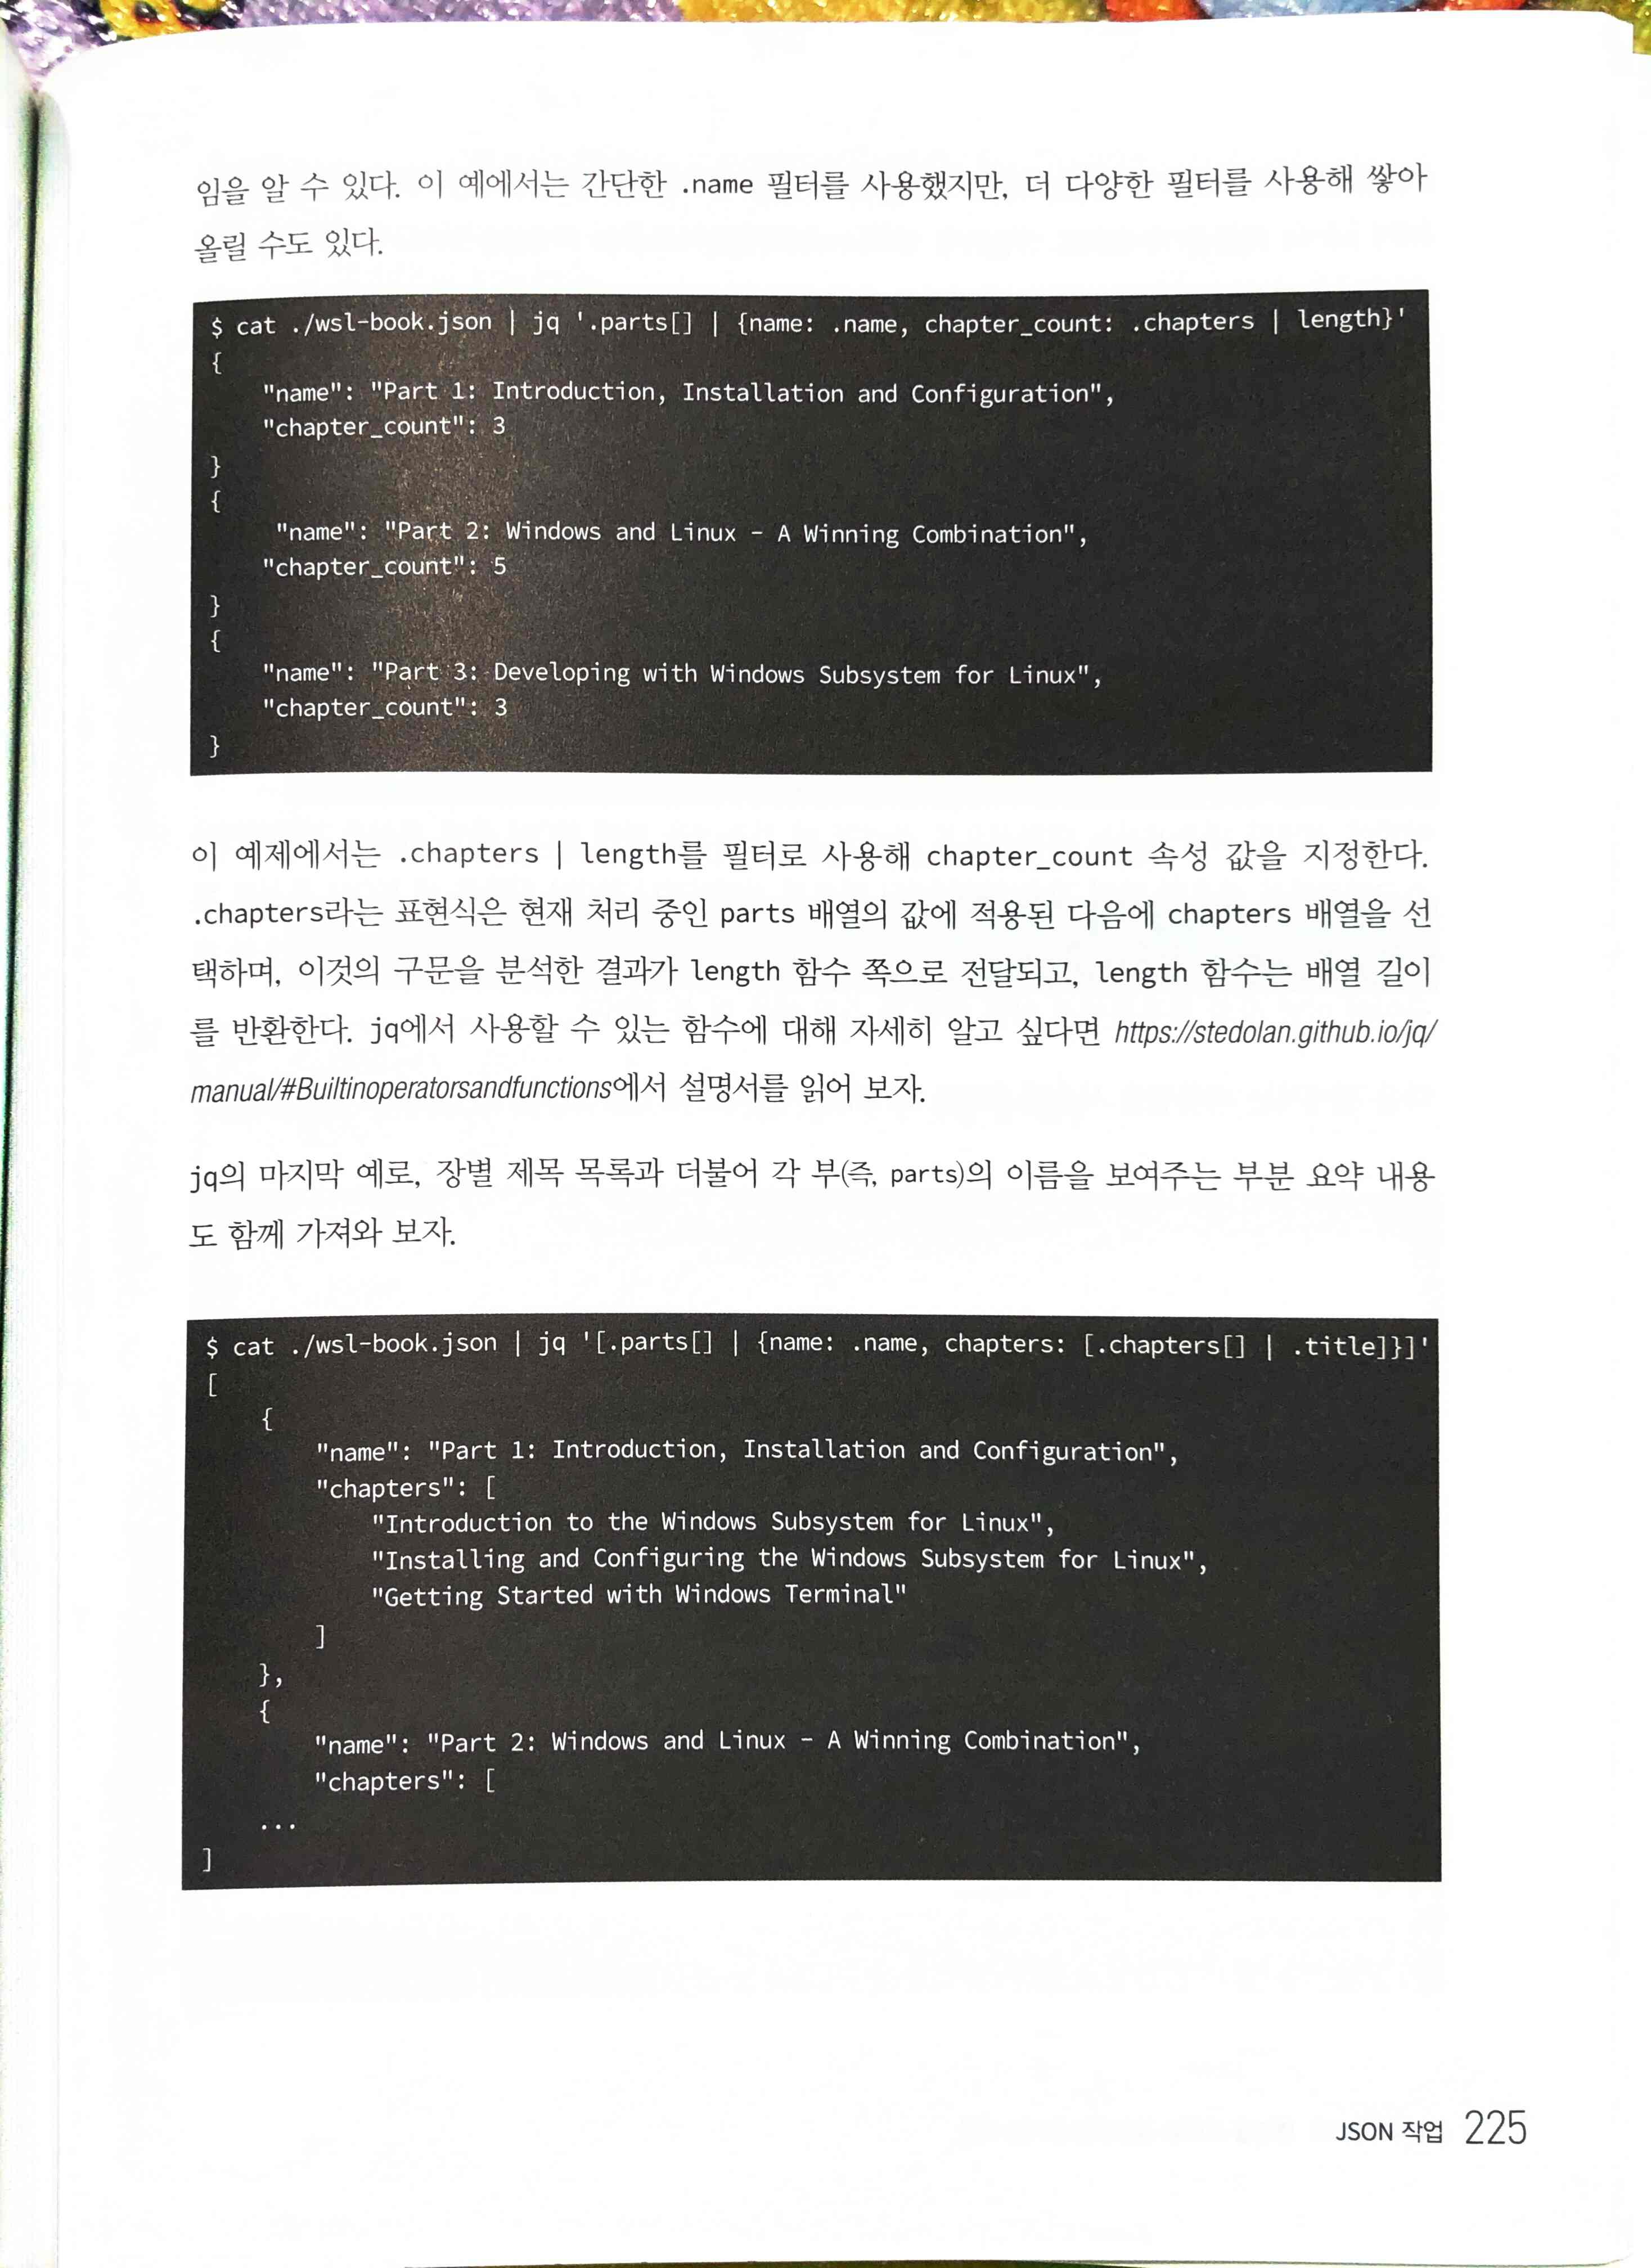 임을 알 수 있다. 이 예에서는 간단한 .name 필터를 사용했지만, 더 다양한 필터를 사용해 쌓아
올릴 수도 있다.
$ cat ./wsl-book.json | jq '.parts[] | {name: .name, chapter_count: .chapters | length}'
{
    "name": "Part 1: Introduction, Installation and Configuration",
    "chapter_count": 3
}
{
     "name": "Part 2: Windows and Linux - A Winning Combination",
    "chapter_count": 5
}
{
    "name": "Part 3: Developing with Windows Subsystem for Linux",
    "chapter_count": 3
}
이 예제에서는 .chapters | length를 필터로 사용해 chapter_count 속성 값을 지정한다.
.chapters라는 표현식은 현재 처리 중인 parts 배열의 값에 적용된 다음에 chapters 배열을 선
택하며, 이것의 구문을 분석한 결과가 length 함수 쪽으로 전달되고, length 함수는 배열 길이
를 반환한다. jq에서 사용할 수 있는 함수에 대해 자세히 알고 싶다면 https://stedolan.github.io/jq/
manual/#Builtinoperatorsandfunctions에서 설명서를 읽어 보자.
jq의 마지막 예로, 장별 제목 목록과 더불어 각 부(즉, parts)의 이름을 보여주는 부분 요약 내용
도 함께 가져와 보자.
$ cat ./wsl-book.json | jq '[.parts[] | {name: .name, chapters: [.chapters[] | .title]}]'
[
    {
        "name": "Part 1: Introduction, Installation and Configuration",
        "chapters": [
            "Introduction to the Windows Subsystem for Linux",
            "Installing and Configuring the Windows Subsystem for Linux",
            "Getting Started with Windows Terminal"
        ]
    },
    {
        "name": "Part 2: Windows and Linux - A Winning Combination",
        "chapters": [
    ...
]
JSON 작업 225